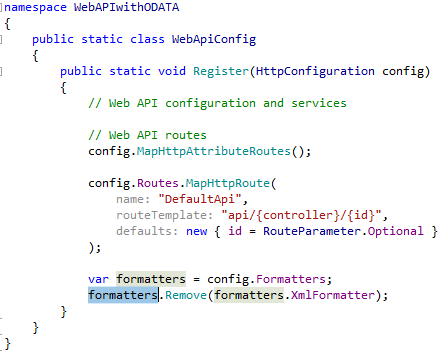 namespace WebAPIwithODATA
{
    public static class WebApiConfig
    {
        public static void Register(HttpConfiguration config)
        {
            // Web API configuration and services

            // Web API routes
            config.MapHttpAttributeRoutes();

            config.Routes.MapHttpRoute(
                name: "DefaultApi",
                routeTemplate: "api/{controller}/{id}",
                defaults: new { id = RouteParameter.Optional }
            );

            var formatters = config.Formatters;
            formatters.Remove(formatters.XmlFormatter);
        }
    }
}